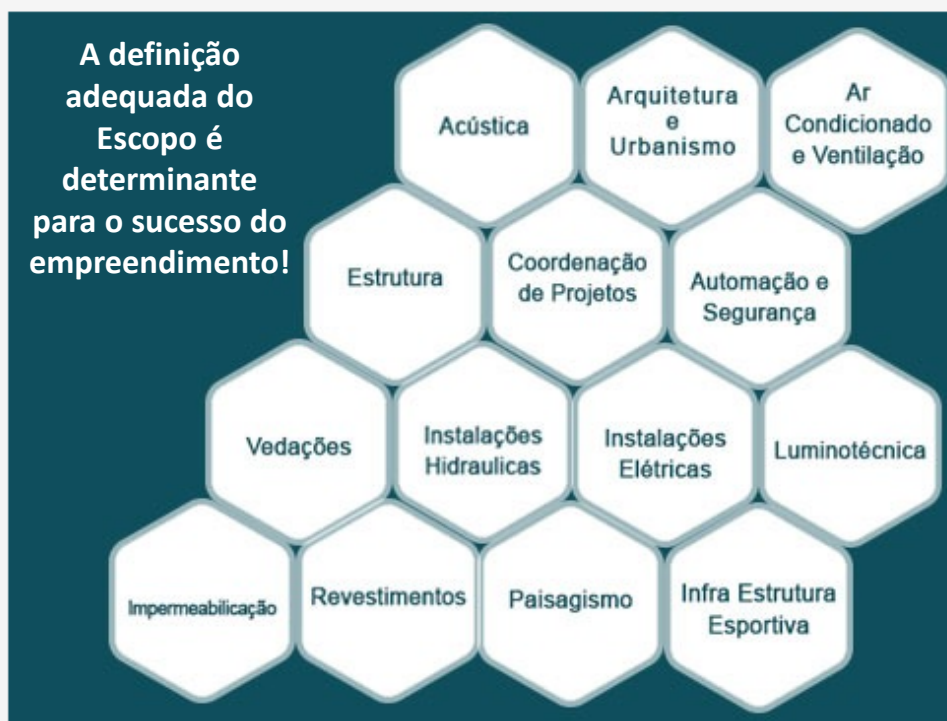 A definição
adequada do
Escopo é
determinante
para o sucesso do
empreendimento!
Acústica
Arquitetura
e
Urbanismo
Ar
Condicionado
e Ventilação
Estrutura
Coordenação
de Projetos
Automação e
Segurança
Vedações
Instalações
Hidraulicas
Instalações
Elétricas
Luminotécnica
Impermeabilicação
Revestimentos
Paisagismo
Infra Estrutura
Esportiva